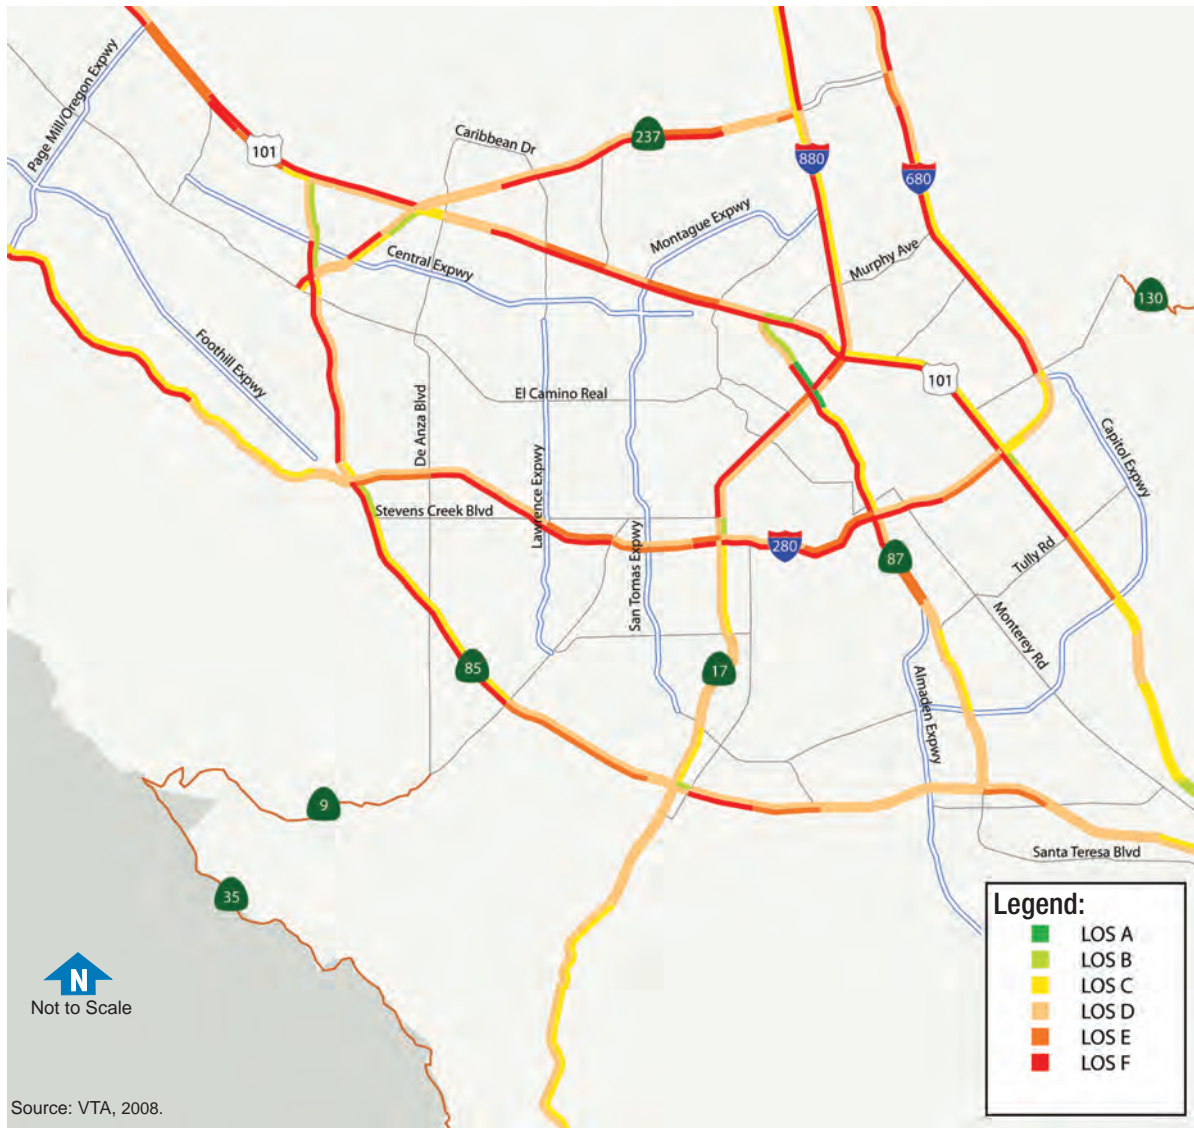 Page Mill/Oregon Expwy
101
Caribbean Dr
237
880
680
Montague Expwy
Murphy Ave
130
Central Expwy
Foothill Expwy
El Camino Real
De Anza Blvd
101
Capitol Expwy
Lawrence Expwy
San Tomas Expwy
Stevens Creek Blvd
280
87
Tully Rd
Monterey Rd
85
17
Almaden Expwy
9
35
Santa Teresa Blvd
Legend:
LOS A
LOS B
LOS C
LOS D
LOS E
LOS F
N
Not to Scale
Source: VTA, 2008.